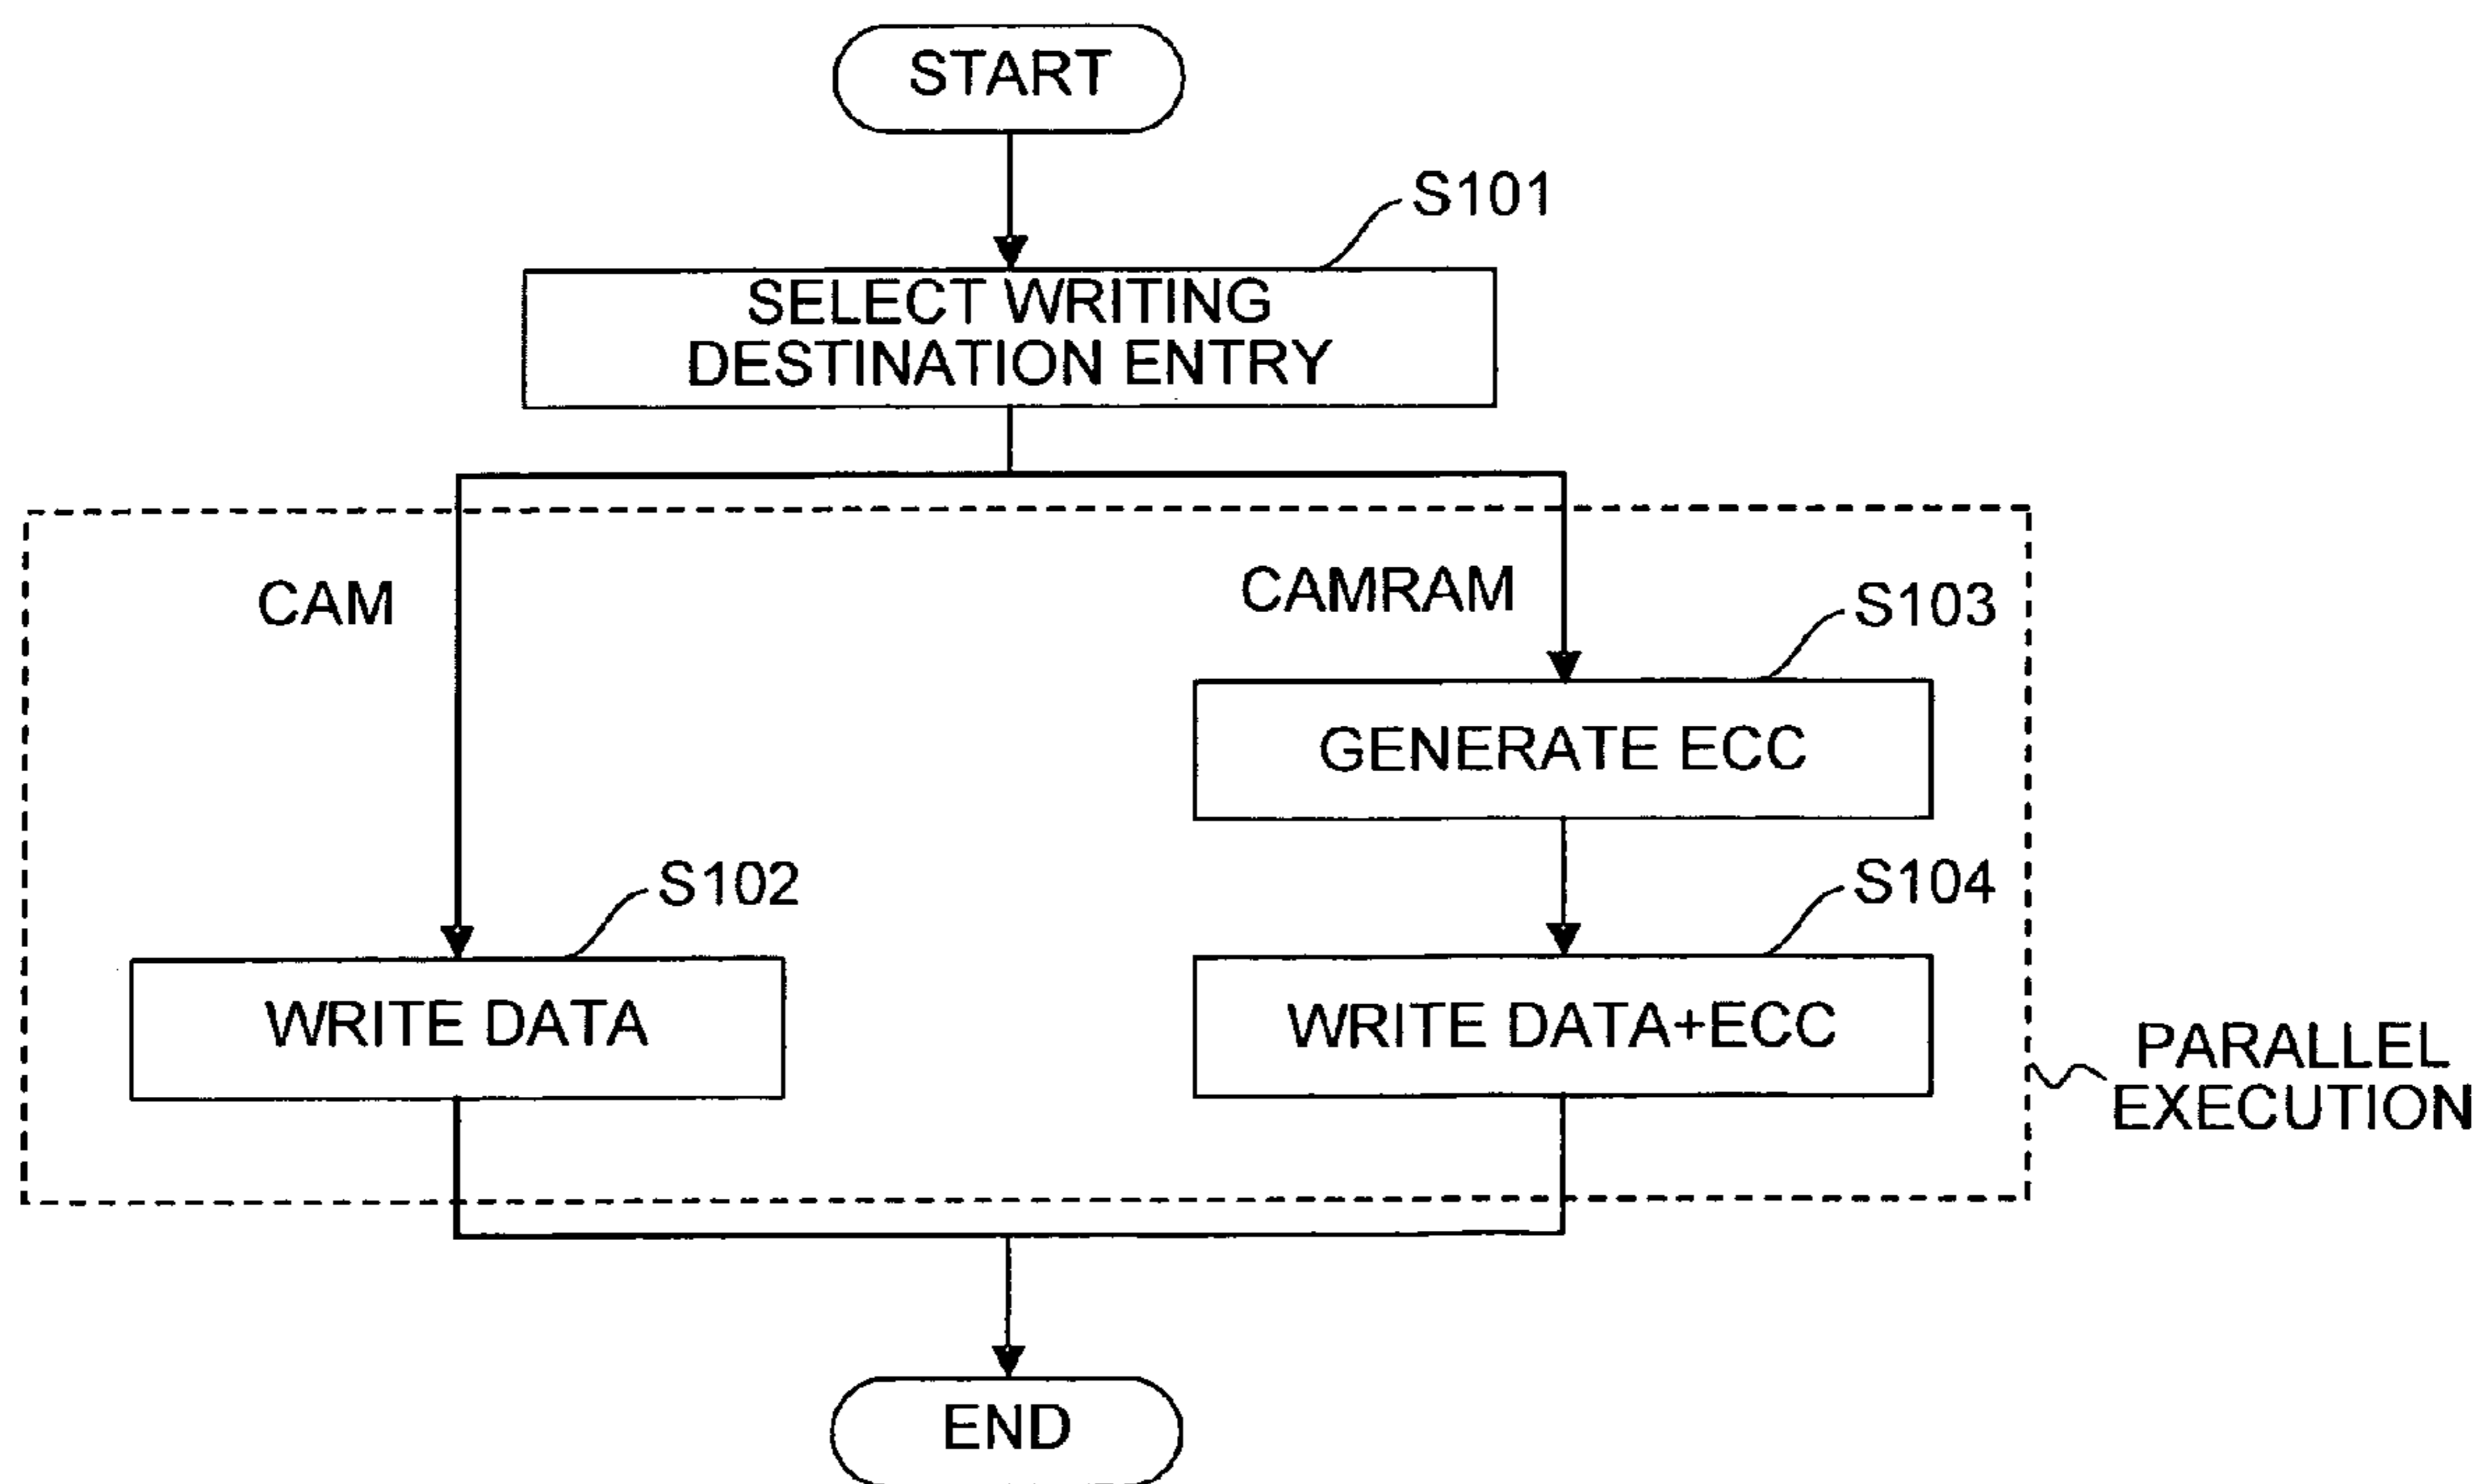 START
S101
SELECT WRITING
DESTINATION ENTRY
CAM
CAMRAM
S103
GENERATE ECC
S102
S104
WRITE DATA
WRITE DATA+ECC
PARALLEL
EXECUTION
END